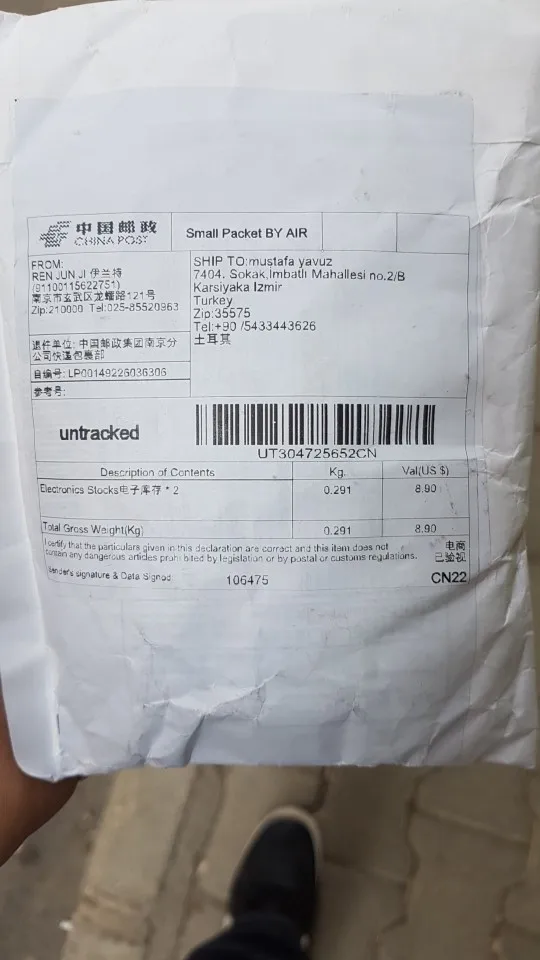 中国邮政
CHINA POST
Small Packet BY AIR
FROM:
REN JUN JI 伊兰特
(91100115622751)
南京市玄武区龙蟠路121号
Zip:210000 Tel:025-85520963
退件单位: 中国邮政集团南京分
公司快递包裹部
自编号: LP00149226036306
参考号:
SHIP TO:mustafa yavuz
7404. Sokak,Imbatlı Mahallesi no.2/B
Karsiyaka Izmir
Turkey
Zip:35575
Tel:+90 /5433443626
土耳其
untracked
UT304725652CN
Description of Contents Kg. Val(US $)
Electronics Stocks电子库存 * 2 0.291 8.90
Total Gross Weight(Kg) 0.291 8.90
I certify that the particulars given in this declaration are correct and this item does not
contain any dangerous articles prohibited by legislation or by postal or customs regulations.
电商
已验视
Sender's signature & Data Signed 106475 CN22